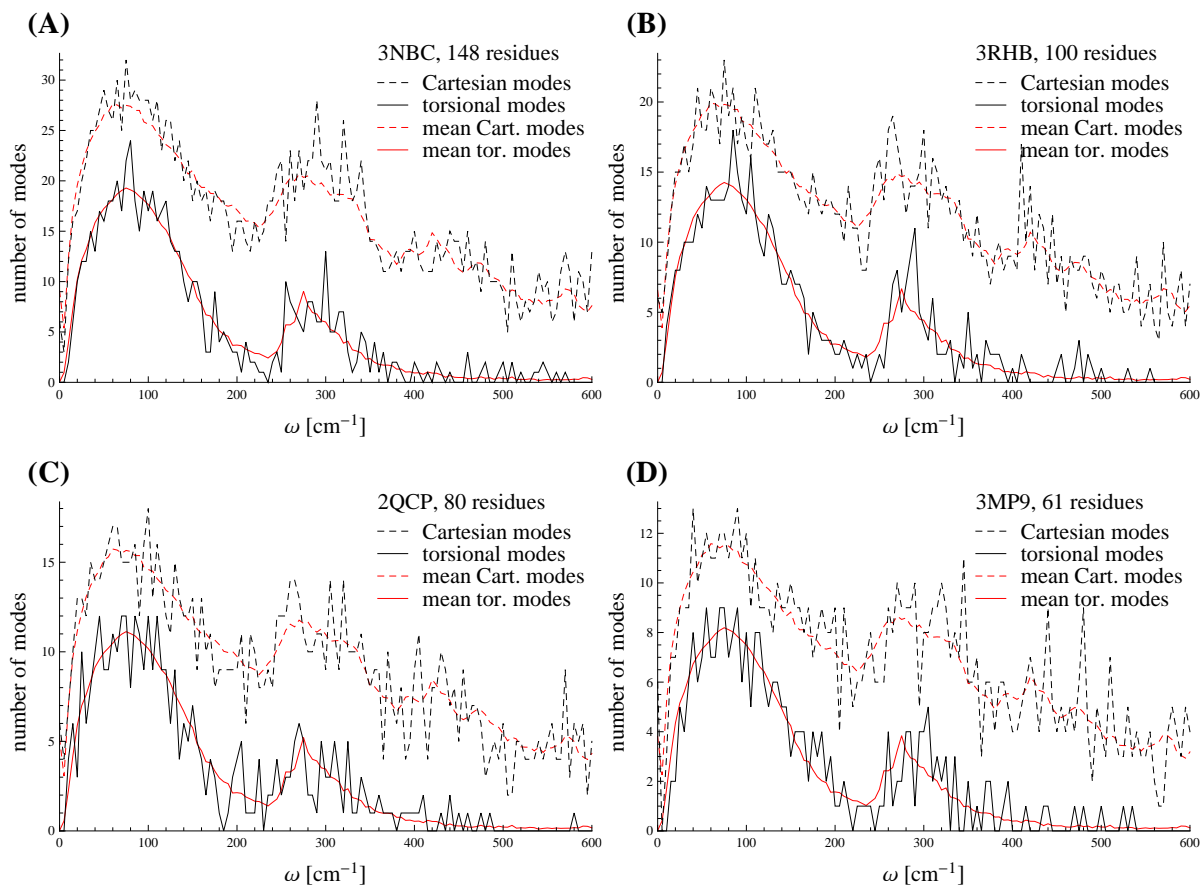 (A)
3NBC, 148 residues
Cartesian modes
torsional modes
mean Cart. modes
mean tor. modes
number of modes
0
5
10
15
20
25
30
0 100 200 300 400 500 600
ω [cm⁻¹]
(B)
3RHB, 100 residues
Cartesian modes
torsional modes
mean Cart. modes
mean tor. modes
number of modes
0
5
10
15
20
0 100 200 300 400 500 600
ω [cm⁻¹]
(C)
2QCP, 80 residues
Cartesian modes
torsional modes
mean Cart. modes
mean tor. modes
number of modes
0
5
10
15
0 100 200 300 400 500 600
ω [cm⁻¹]
(D)
3MP9, 61 residues
Cartesian modes
torsional modes
mean Cart. modes
mean tor. modes
number of modes
0
2
4
6
8
10
12
0 100 200 300 400 500 600
ω [cm⁻¹]